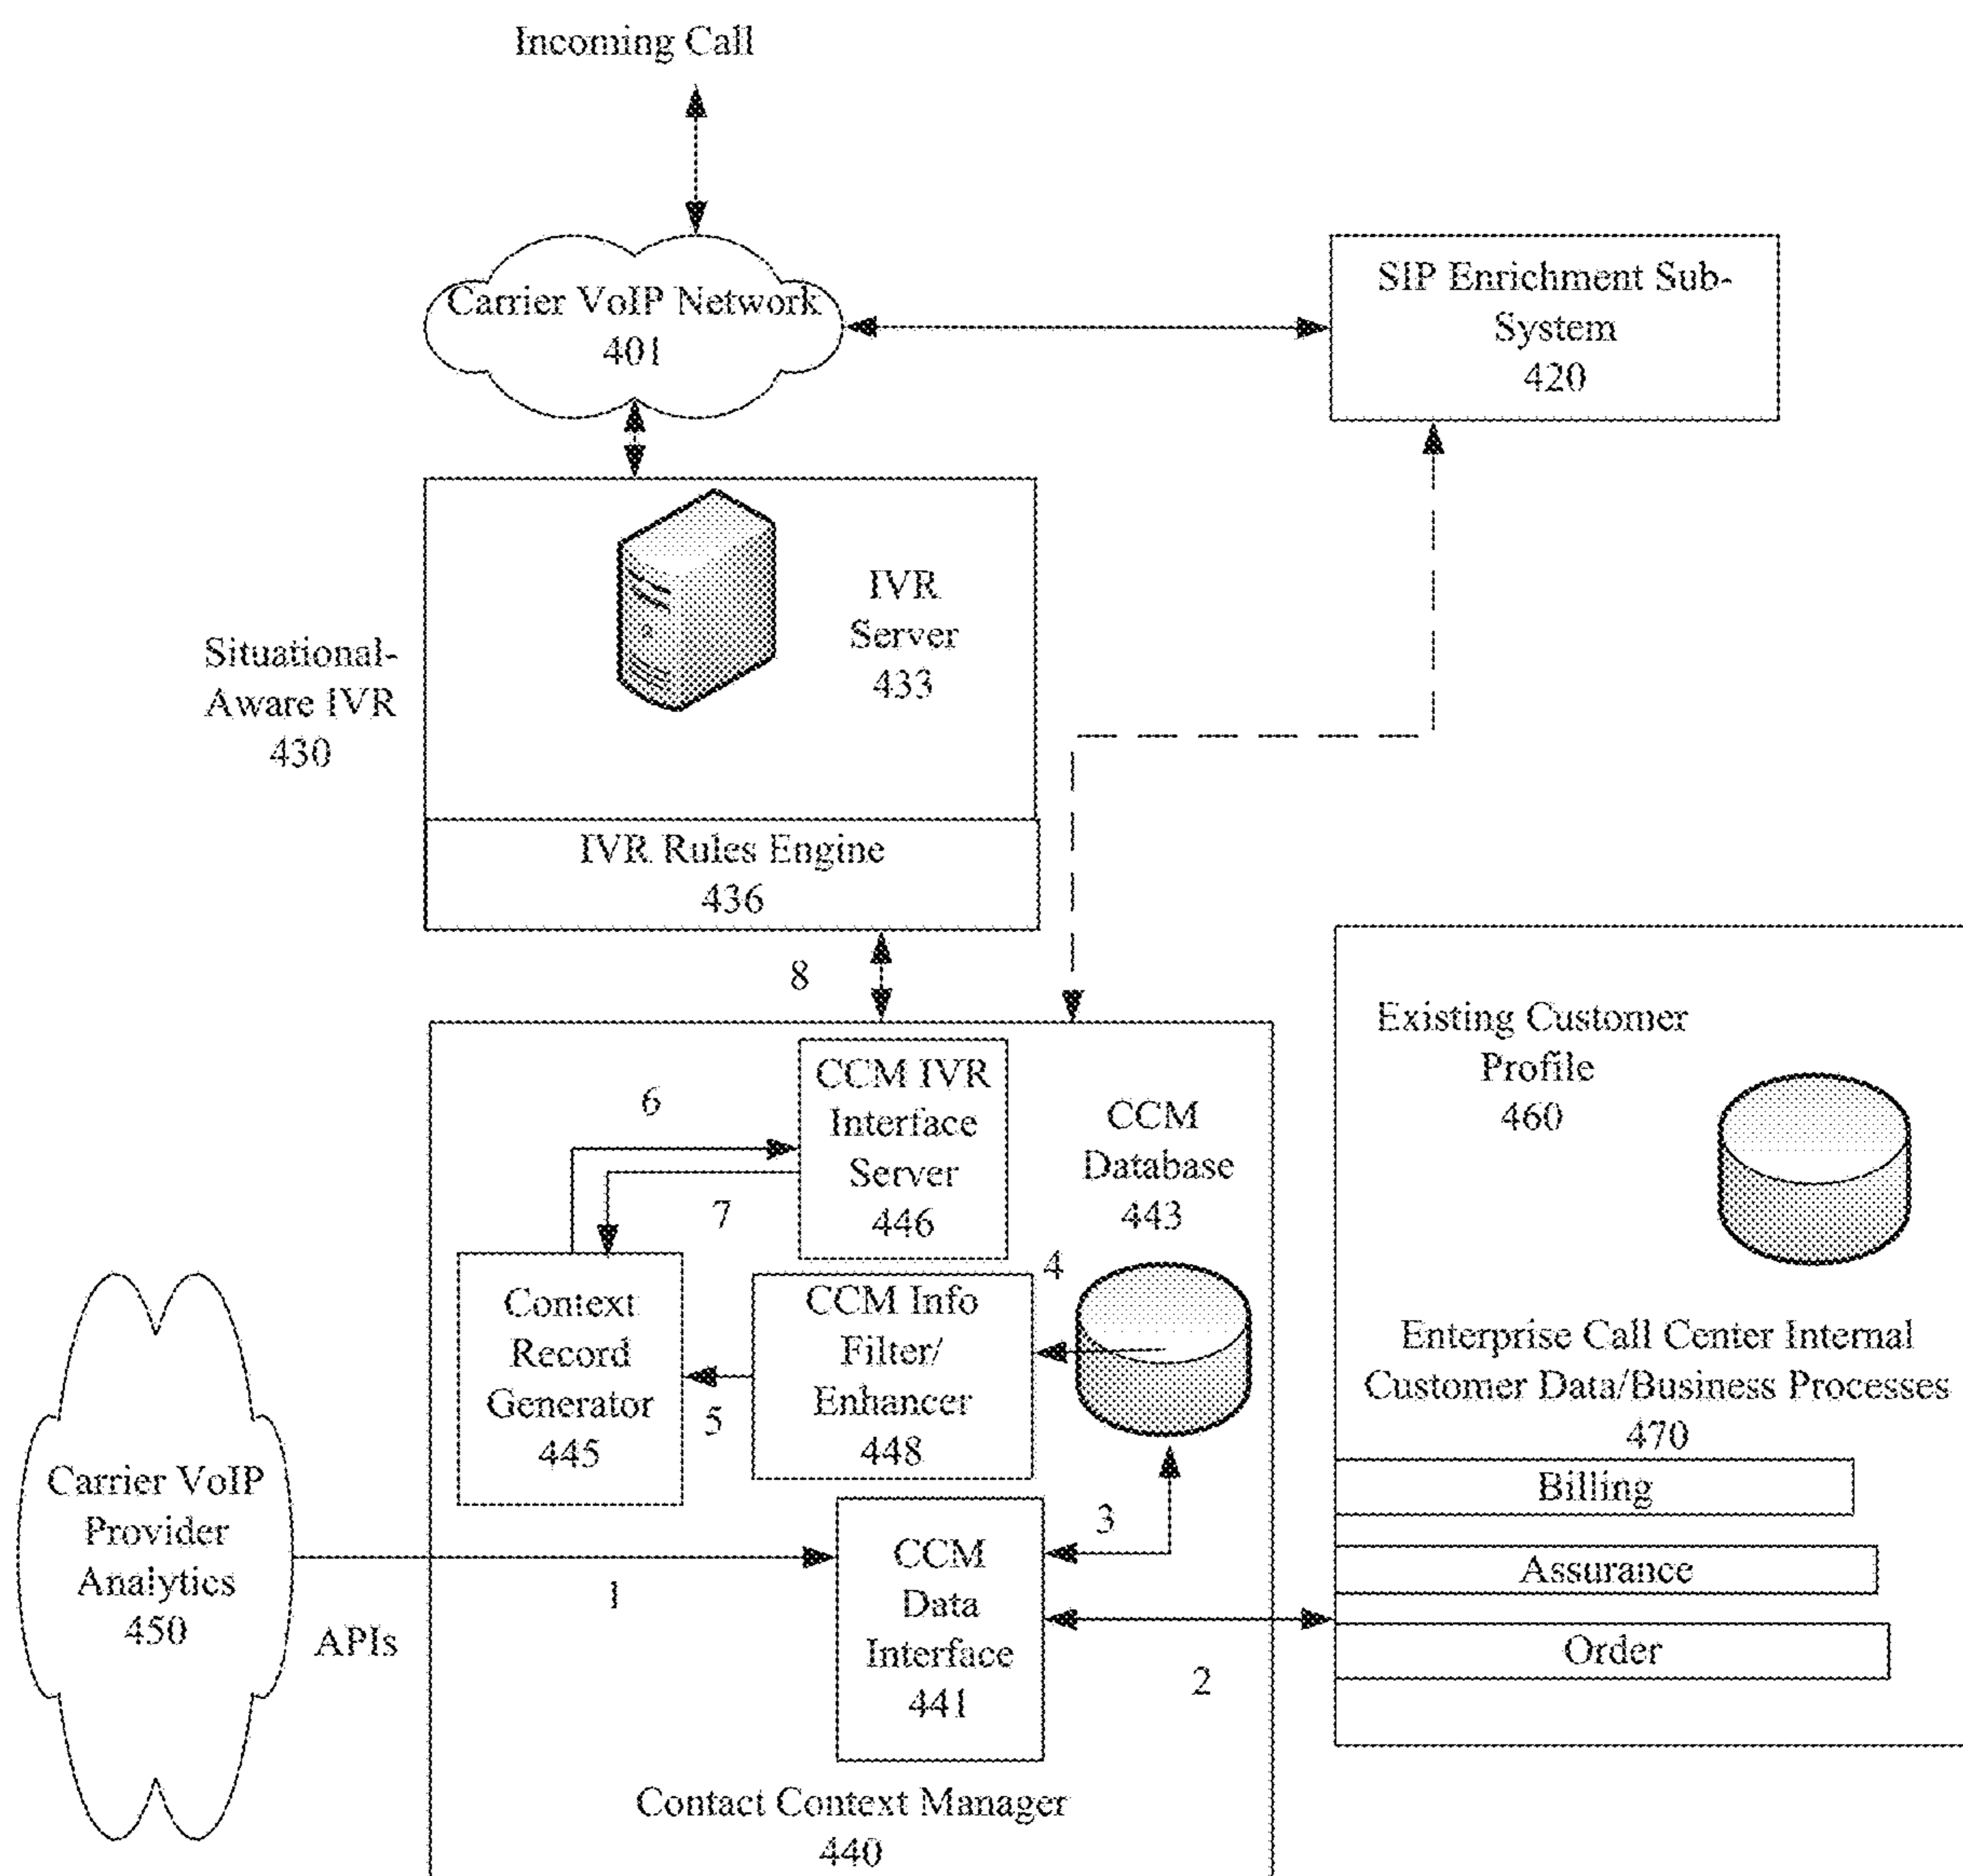 Incoming Call
Carrier VoIP Network
401
SIP Enrichment Sub-
System
420
IVR
Server
433
Situational-
Aware IVR
430
IVR Rules Engine
436
8
Existing Customer
Profile
460
CCM IVR
Interface
Server
446
6
7
CCM
Database
443
4
Context
Record
Generator
445
5
CCM Info
Filter/
Enhancer
448
Enterprise Call Center Internal
Customer Data/Business Processes
470
Billing
Assurance
Order
Carrier VoIP
Provider
Analytics
450
APIs
1
CCM
Data
Interface
441
3
2
Contact Context Manager
440